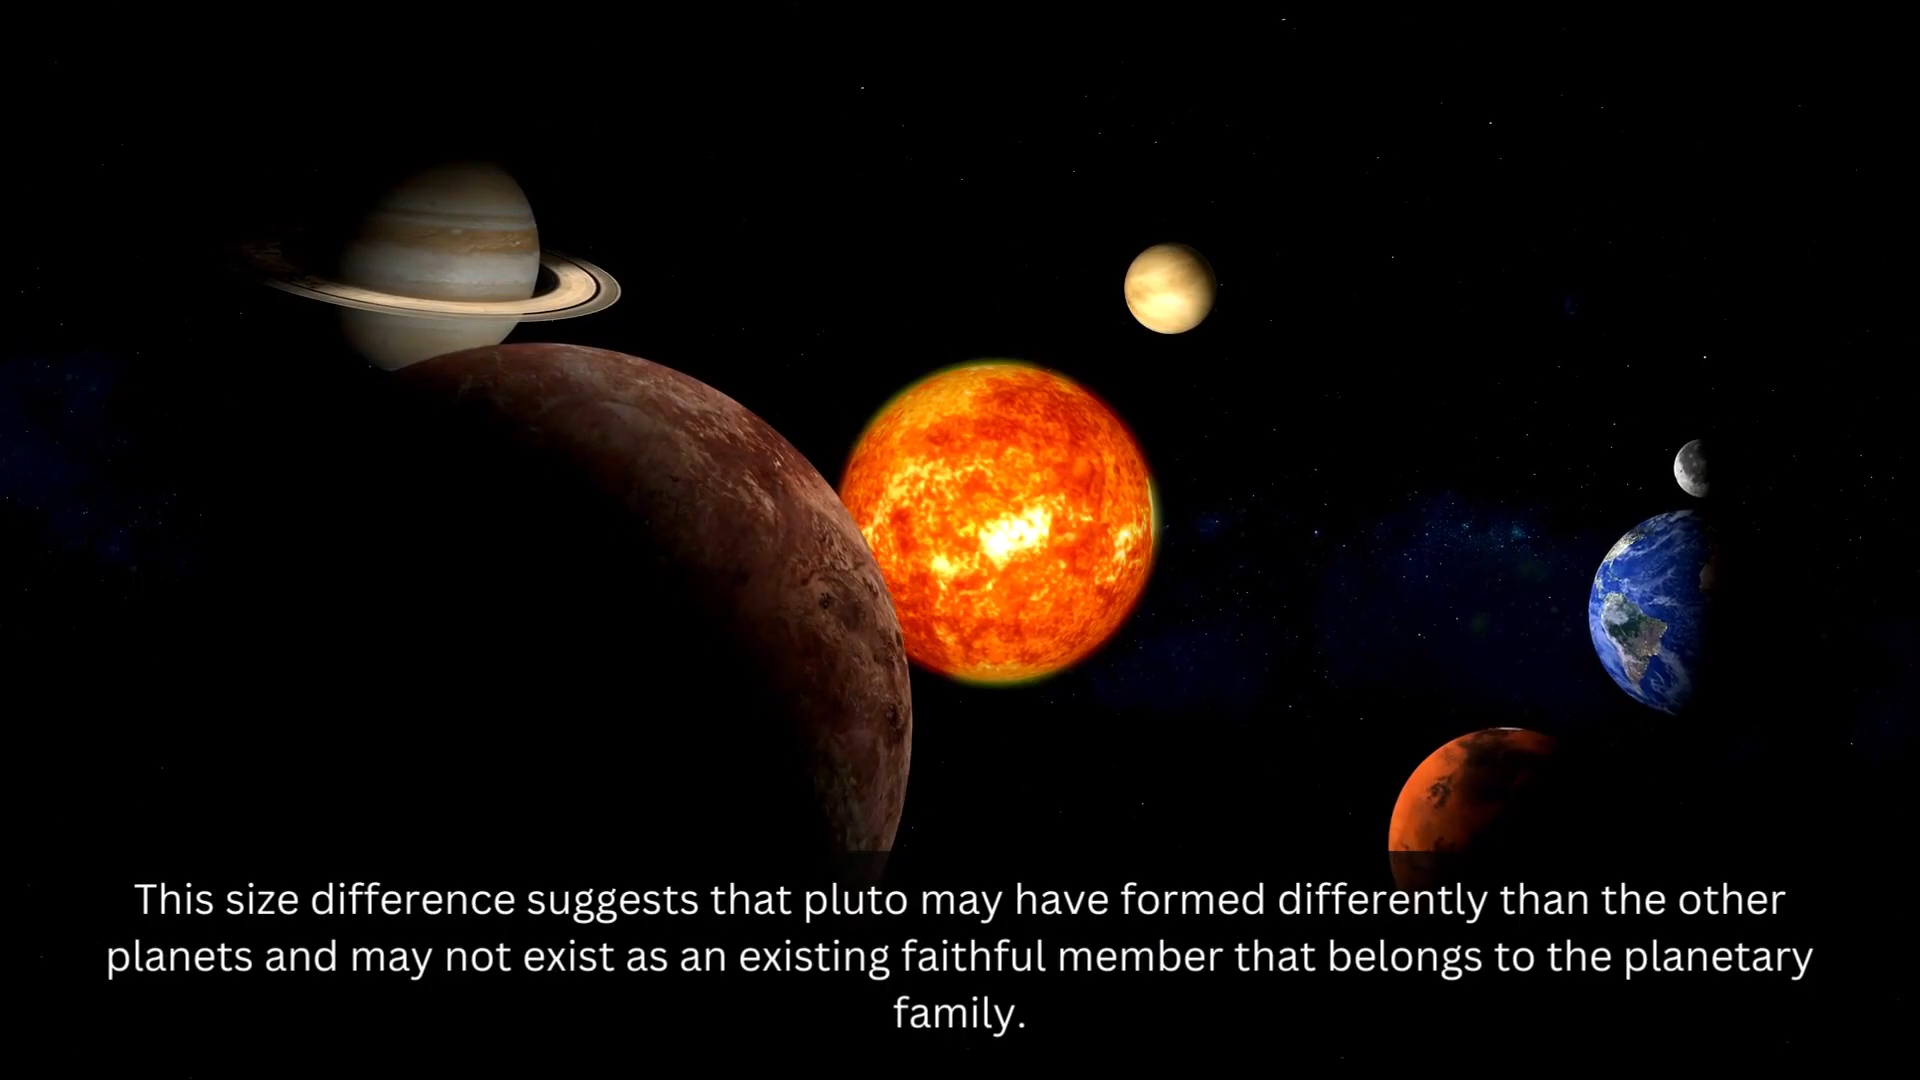 This size difference suggests that pluto may have formed differently than the other
planets and may not exist as an existing faithful member that belongs to the planetary
family.